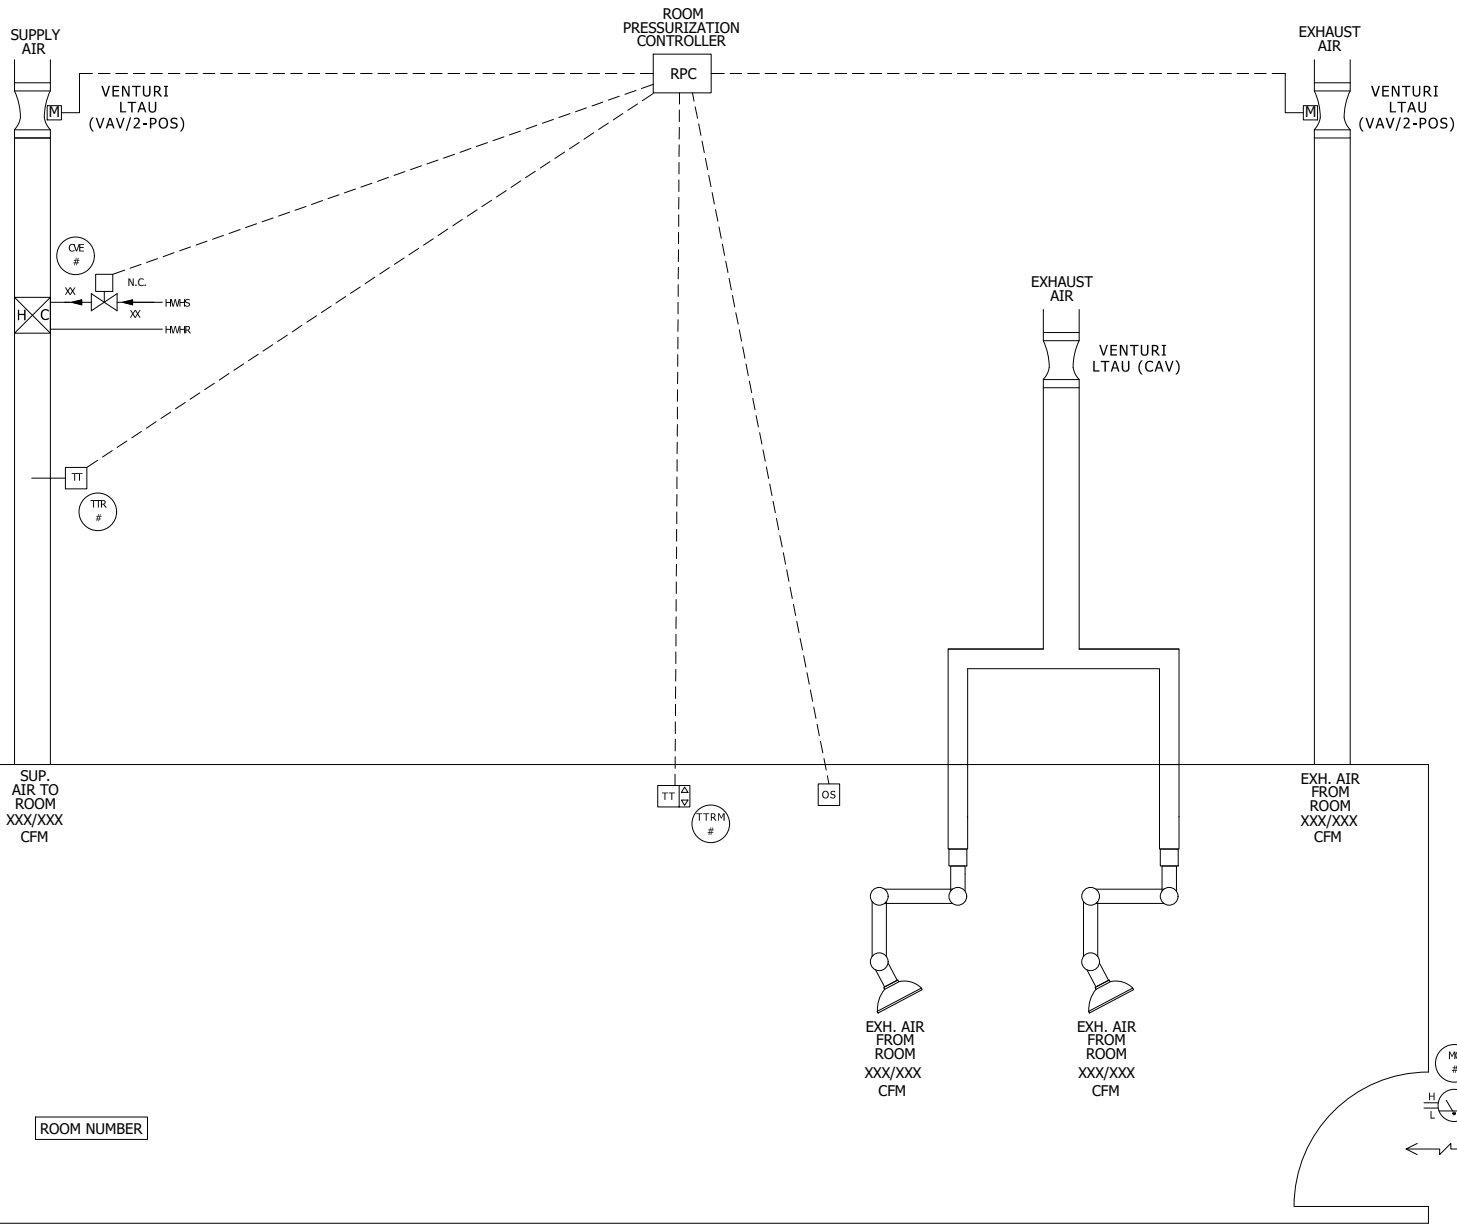 ROOM
PRESSURIZATION
CONTROLLER
RPC
SUPPLY
AIR
M
VENTURI
LTAU
(VAV/2-POS)
EXHAUST
AIR
M
VENTURI
LTAU
(VAV/2-POS)
CVE
#
N.C.
XX
XX
HWHS
HWHR
H C
EXHAUST
AIR
VENTURI
LTAU (CAV)
TT
TTR
#
SUP.
AIR TO
ROOM
XXX/XXX
CFM
TT
TTRM
#
OS
EXH. AIR
FROM
ROOM
XXX/XXX
CFM
EXH. AIR
FROM
ROOM
XXX/XXX
CFM
EXH. AIR
FROM
ROOM
XXX/XXX
CFM
#
H
L
ROOM NUMBER